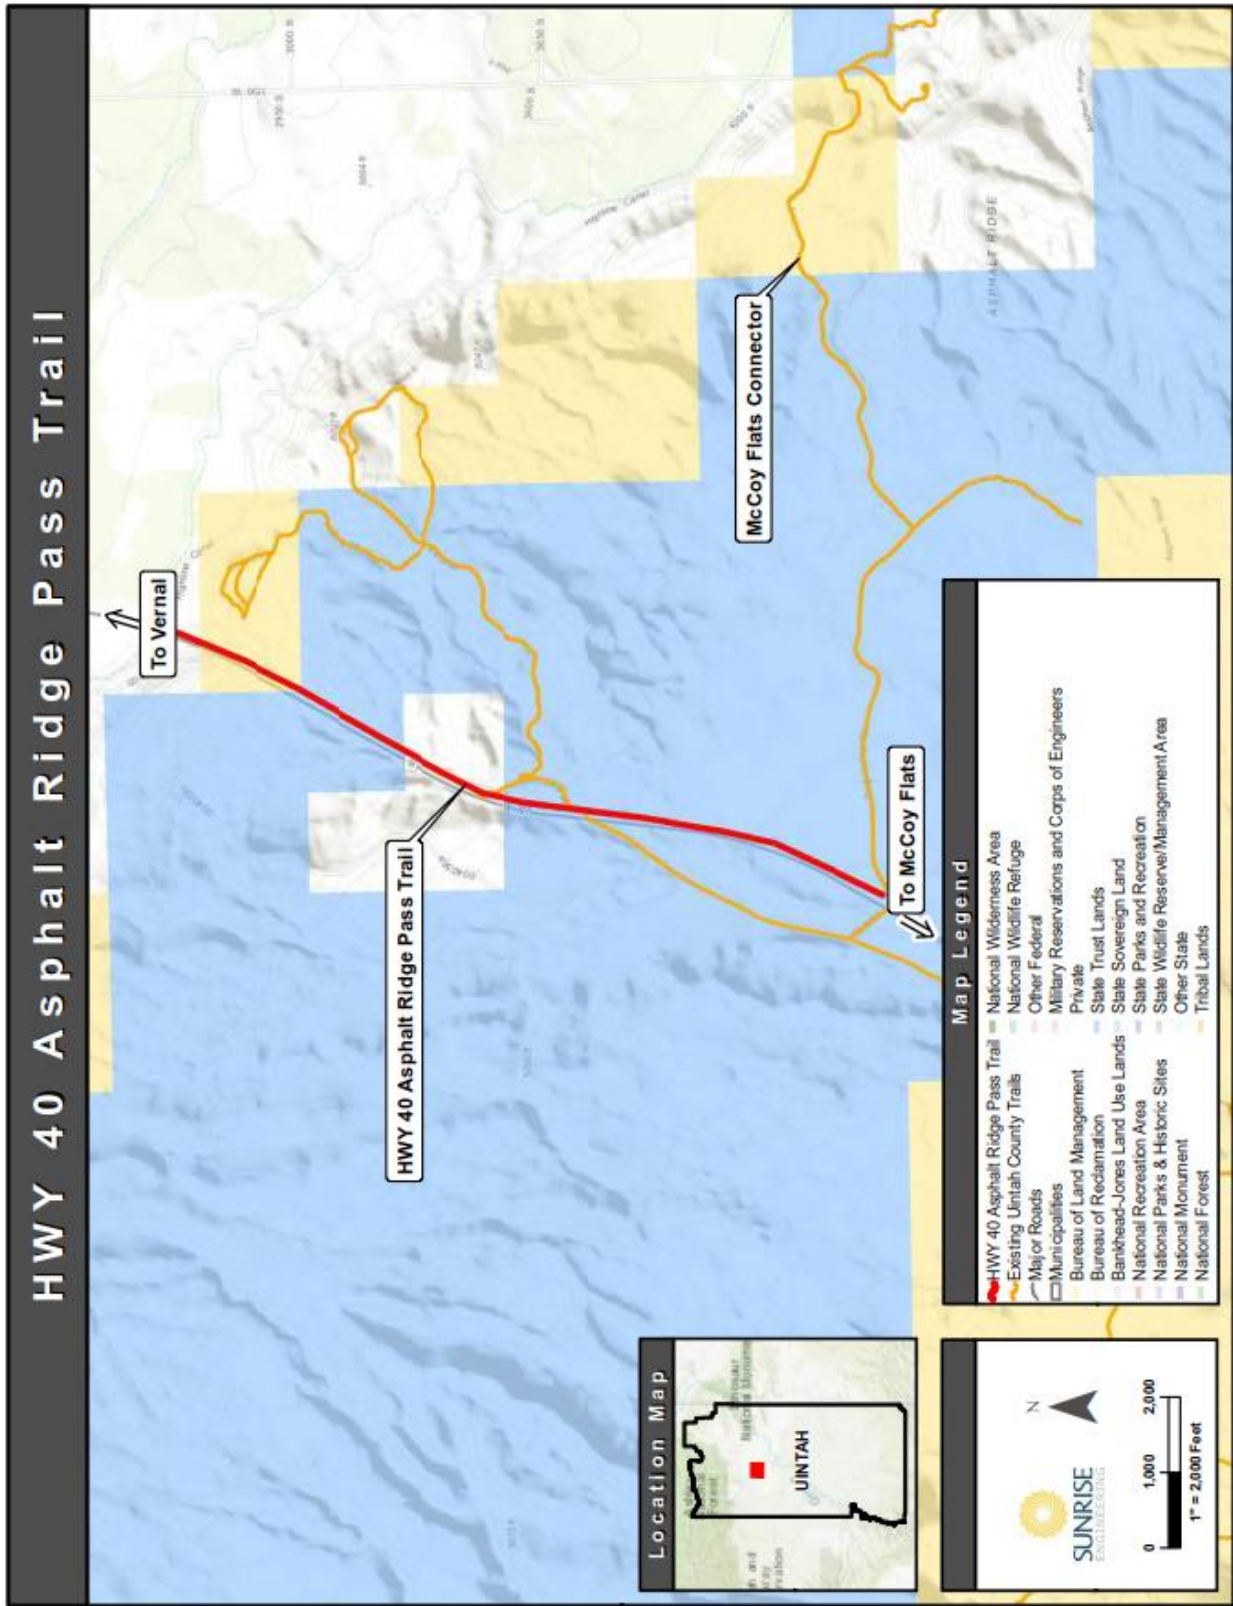 HWY 40 Asphalt Ridge Pass Trail
To Vernal
HWY 40 Asphalt Ridge Pass Trail
McCoy Flats Connector
To McCoy Flats
ASPHALT RIDGE
Highline Canal
Location Map
UINTAH
SUNRISE
ENGINEERING
N
0 1,000 2,000
1" = 2,000 Feet
Map Legend
HWY 40 Asphalt Ridge Pass Trail
Existing Uintah County Trails
Major Roads
Municipalities
Bureau of Land Management
Bureau of Reclamation
Bankhead-Jones Land Use Lands
National Recreation Area
National Parks & Historic Sites
National Monument
National Forest
National Wilderness Area
National Wildlife Refuge
Other Federal
Military Reservations and Corps of Engineers
Private
State Trust Lands
State Sovereign Land
State Parks and Recreation
State Wildlife Reserve/Management Area
Other State
Tribal Lands